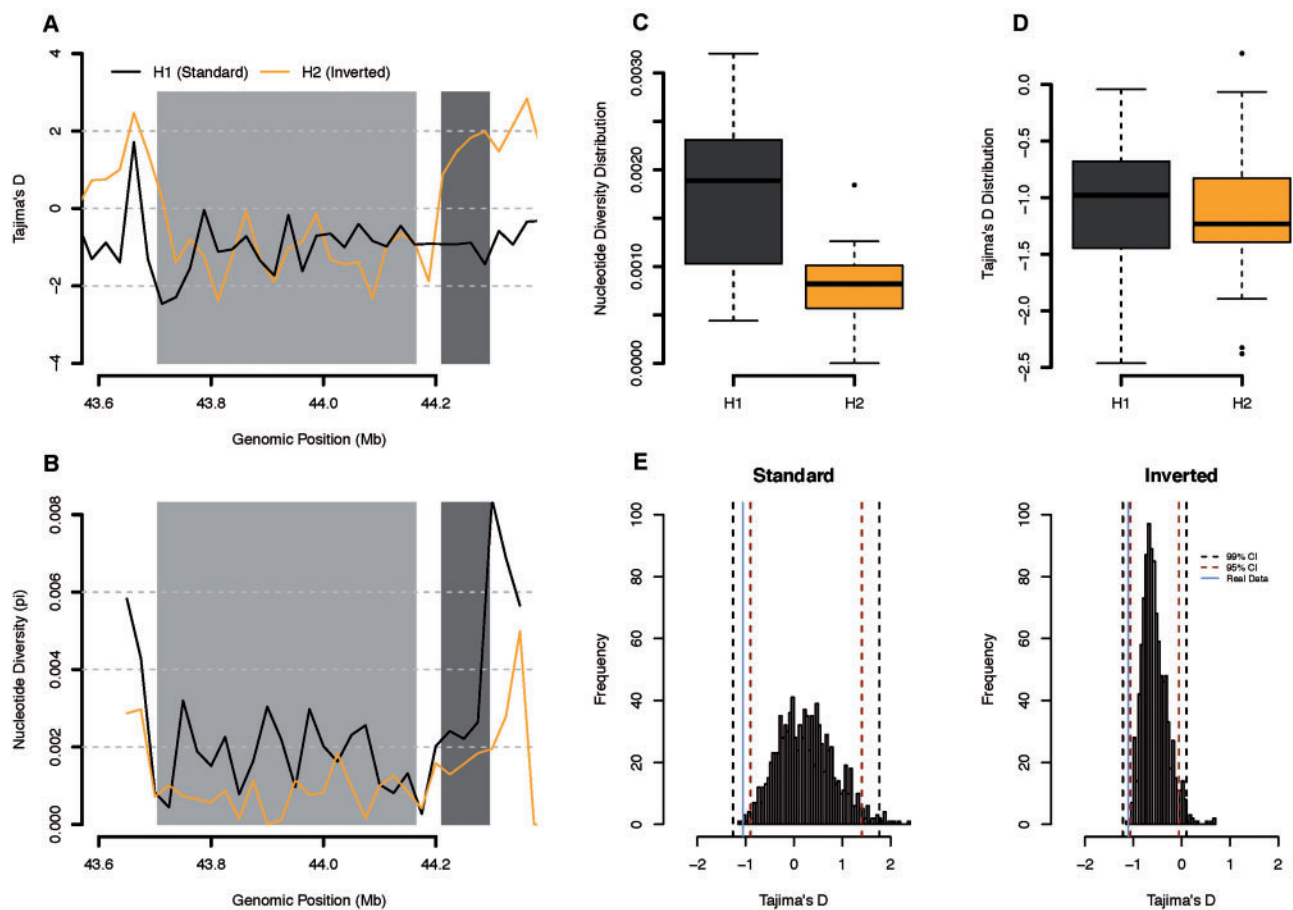 A
Tajima's D
4
2
0
−2
−4
H1 (Standard)
H2 (Inverted)
43.6
43.8
44.0
44.2
Genomic Position (Mb)
B
Nucleotide Diversity (pi)
0.008
0.006
0.004
0.002
0.000
43.6
43.8
44.0
44.2
Genomic Position (Mb)
C
Nucleotide Diversity Distribution
0.0030
0.0020
0.0010
0.0000
H1
H2
D
Tajima's D Distribution
0.0
−0.5
−1.0
−1.5
−2.0
−2.5
H1
H2
E
Standard
Frequency
100
80
60
40
20
0
−2
−1
0
1
2
Tajima's D
Inverted
Frequency
100
80
60
40
20
0
99% CI
95% CI
Real Data
−2
−1
0
1
2
Tajima's D